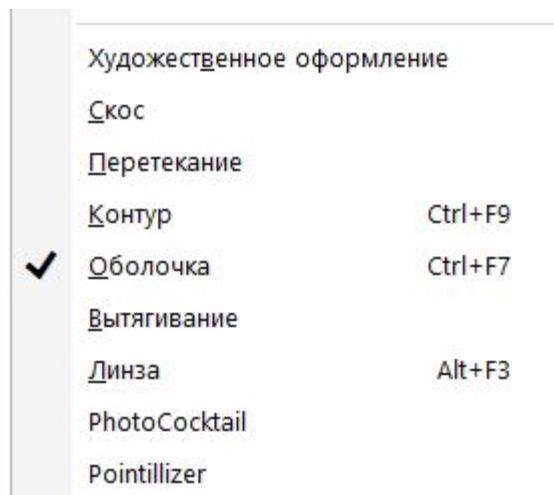 Художественное оформление
Скос
Перетекание
Контур Ctrl+F9
Оболочка Ctrl+F7
Вытягивание
Линза Alt+F3
PhotoCocktail
Pointillizer